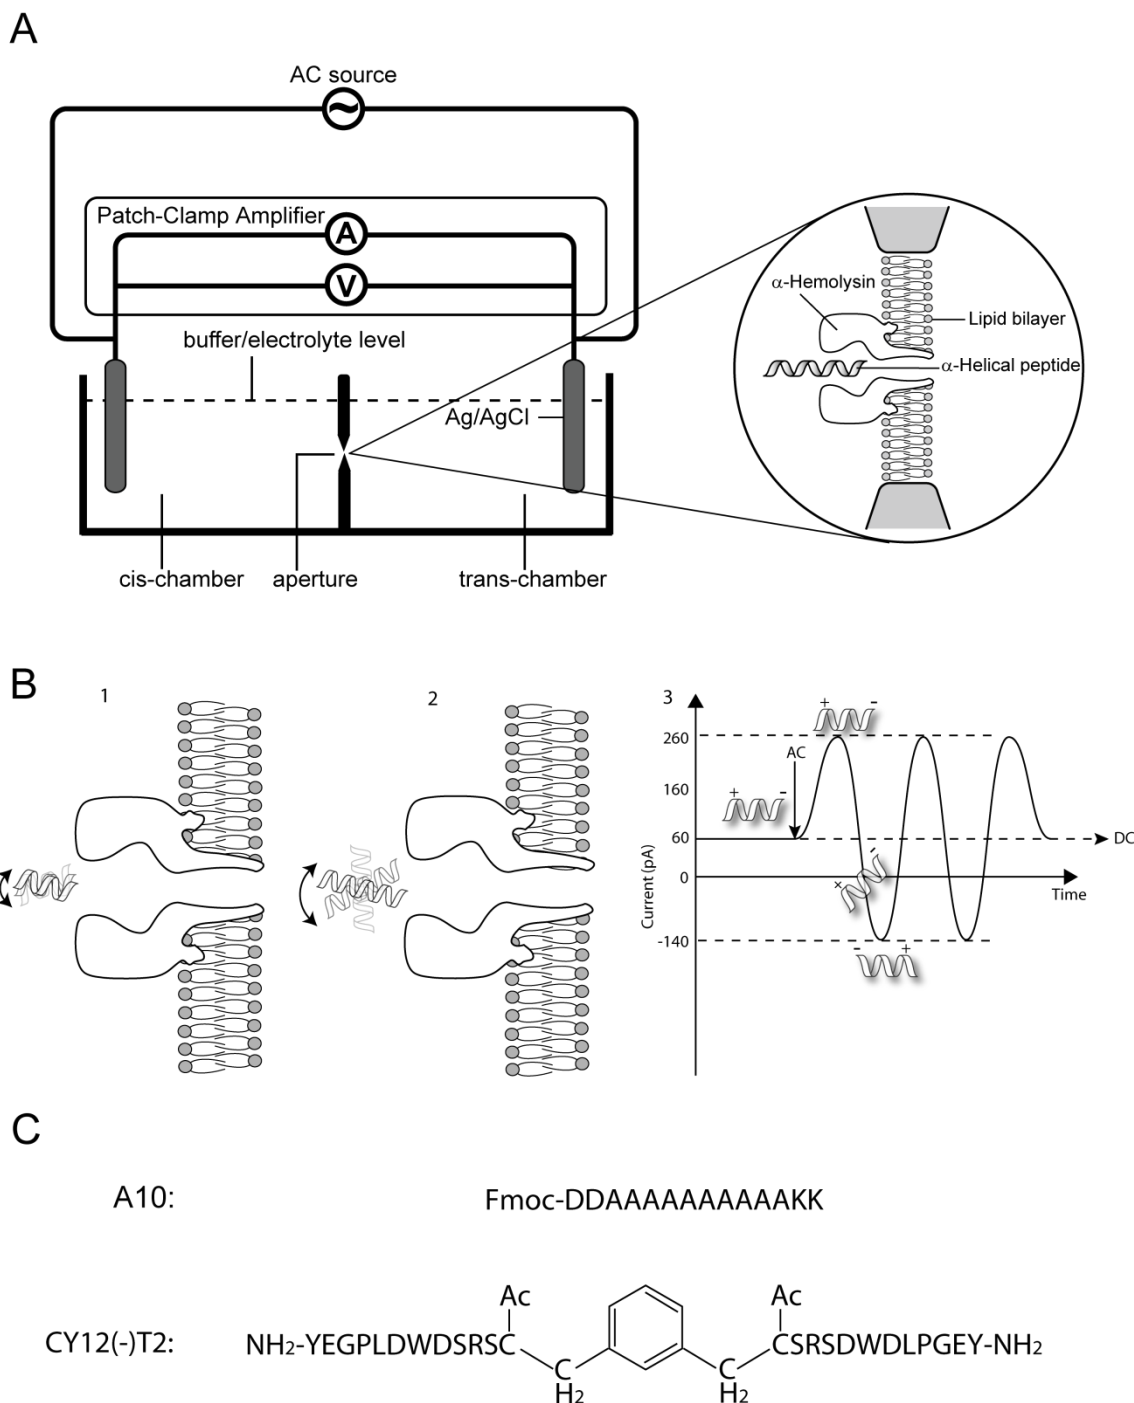 A
AC source
~
Patch-Clamp Amplifier
A
V
buffer/electrolyte level
Ag/AgCl
cis-chamber
aperture
trans-chamber
α-Hemolysin
Lipid bilayer
α-Helical peptide
B
1
2
3
260
160
60
0
-140
Current (pA)
AC
DC
Time
+ -
+ -
+ -
- +
C
A10:
Fmoc-DDAAAAAAAAAAKK
CY12(-)T2:
Ac
Ac
NH2-YEGPLDWDSRSC
CSRSDWDLPGEY-NH2
C
H2
C
H2